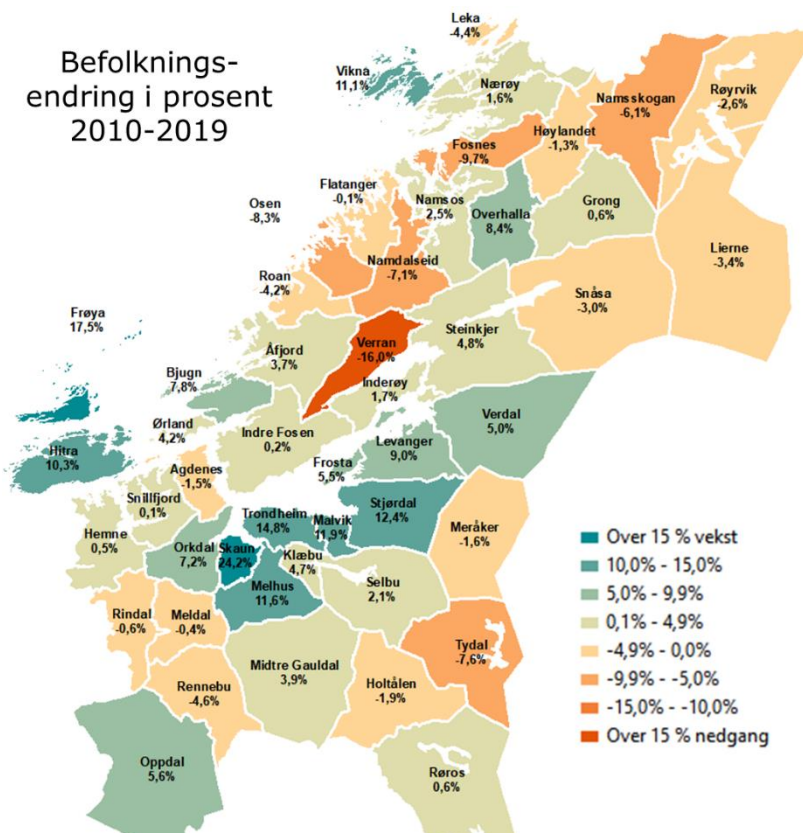 Befolknings-
endring i prosent
2010-2019
Leka
-4,4%
Vikna
11,1%
Nærøy
1,6%
Namsskogan
-6,1%
Røyrvik
-2,6%
Høylandet
-1,3%
Fosnes
-9,7%
Flatanger
-0,1%
Osen
-8,3%
Namsos
2,5%
Overhalla
8,4%
Grong
0,6%
Lierne
-3,4%
Namdalseid
-7,1%
Roan
-4,2%
Snåsa
-3,0%
Frøya
17,5%
Steinkjer
4,8%
Verran
-16,0%
Åfjord
3,7%
Bjugn
7,8%
Inderøy
1,7%
Verdal
5,0%
Ørland
4,2%
Indre Fosen
0,2%
Levanger
9,0%
Hitra
10,3%
Agdenes
-1,5%
Frosta
5,5%
Snillfjord
0,1%
Trondheim
14,8%
Malvik
11,9%
Stjørdal
12,4%
Meråker
-1,6%
Hemne
0,5%
Orkdal
7,2%
Skaun
24,2%
Klæbu
4,7%
Selbu
2,1%
Melhus
11,6%
Rindal
-0,6%
Meldal
-0,4%
Tydal
-7,6%
Midtre Gauldal
3,9%
Rennebu
-4,6%
Holtålen
-1,9%
Oppdal
5,6%
Røros
0,6%
Over 15 % vekst
10,0% - 15,0%
5,0% - 9,9%
0,1% - 4,9%
-4,9% - 0,0%
-9,9% - -5,0%
-15,0% - -10,0%
Over 15 % nedgang